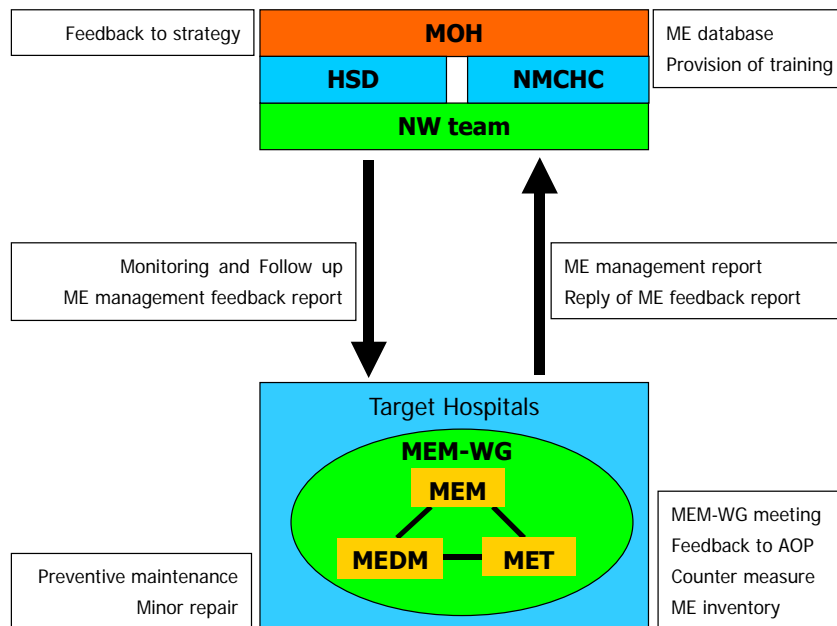 Feedback to strategy
MOH
HSD
NMCHC
NW team
ME database
Provision of training
Monitoring and Follow up
ME management feedback report
ME management report
Reply of ME feedback report
Target Hospitals
MEM-WG
MEM
MEDM
MET
Preventive maintenance
Minor repair
MEM-WG meeting
Feedback to AOP
Counter measure
ME inventory